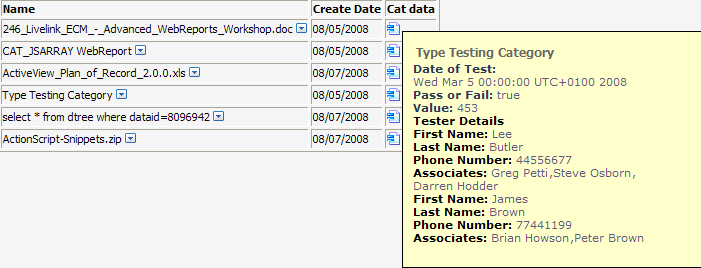 Name Create Date Cat data
246_Livelink_ECM_-_Advanced_WebReports_Workshop.doc 08/05/2008
CAT_JSARRAY WebReport 08/05/2008
ActiveView_Plan_of_Record_2.0.0.xls 08/07/2008
Type Testing Category 08/05/2008
select * from dtree where dataid=8096942 08/07/2008
ActionScript-Snippets.zip 08/07/2008
Type Testing Category
Date of Test:
Wed Mar 5 00:00:00 UTC+0100 2008
Pass or Fail: true
Value: 453
Tester Details
First Name: Lee
Last Name: Butler
Phone Number: 44556677
Associates: Greg Petti,Steve Osborn,
Darren Hodder
First Name: James
Last Name: Brown
Phone Number: 77441199
Associates: Brian Howson,Peter Brown